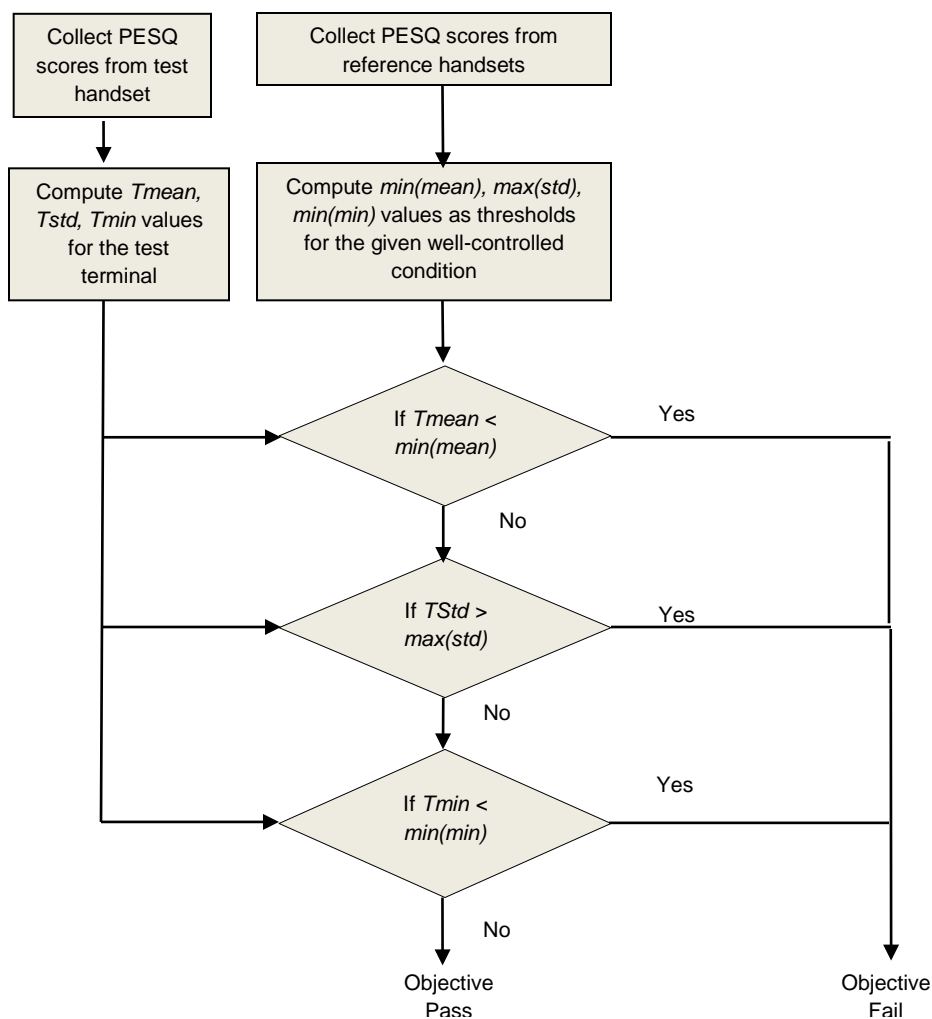 Collect PESQ
scores from test
handset
Collect PESQ scores from
reference handsets
Compute Tmean,
Tstd, Tmin values
for the test
terminal
Compute min(mean), max(std),
min(min) values as thresholds
for the given well-controlled
condition
If Tmean <
min(mean)
Yes
No
If TStd >
max(std)
Yes
No
If Tmin <
min(min)
Yes
No
Objective
Pass
Objective
Fail